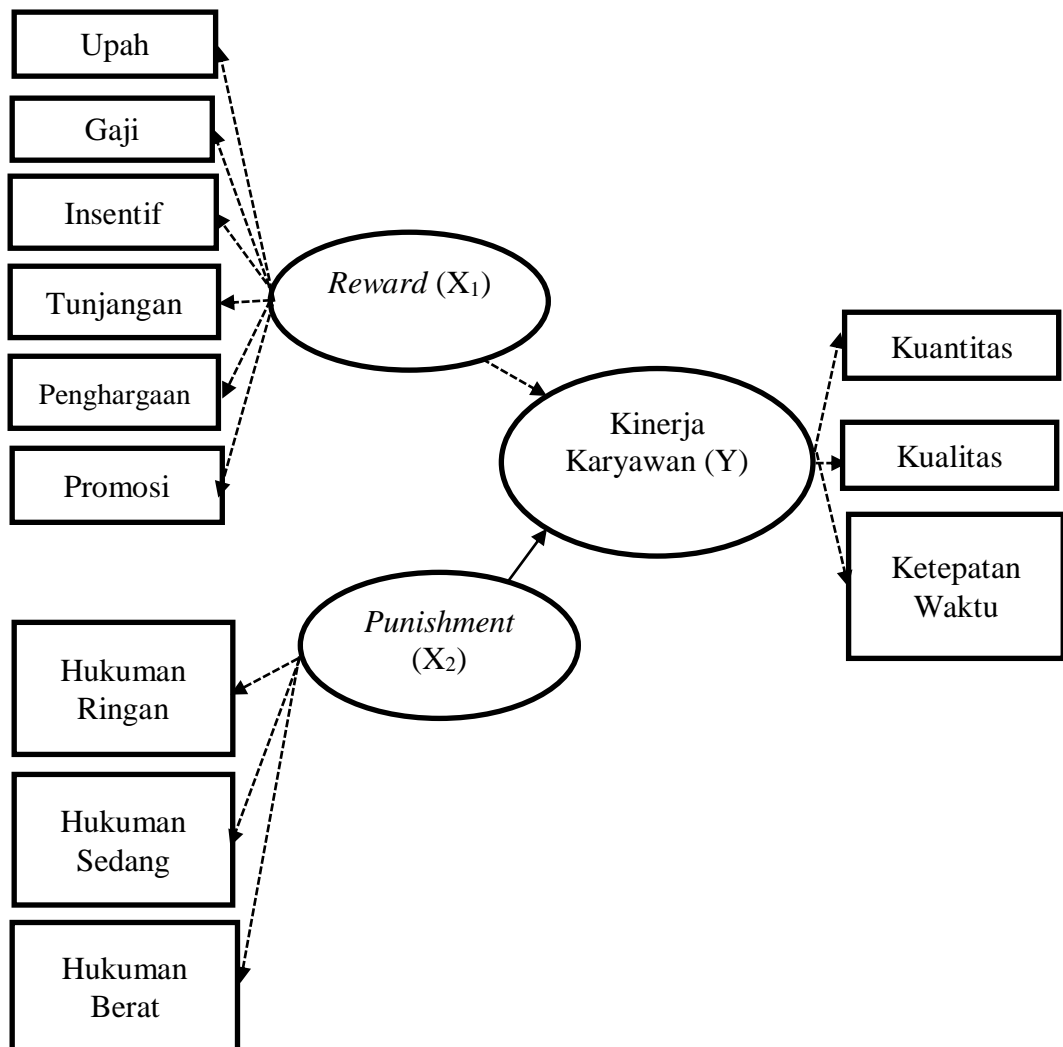 Upah
Gaji
Insentif
Tunjangan
Penghargaan
Promosi
Reward (X₁)
Kinerja
Karyawan (Y)
Kuantitas
Kualitas
Ketepatan
Waktu
Punishment
(X₂)
Hukuman
Ringan
Hukuman
Sedang
Hukuman
Berat